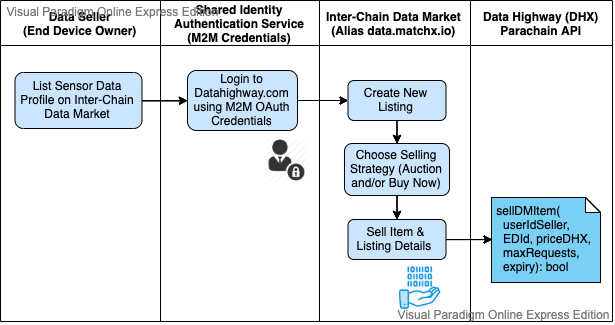 Visual Paradigm Online Express Edition
Data Seller
(End Device Owner)
Shared Identity
Authentication Service
(M2M Credentials)
Inter-Chain Data Market
(Alias data.matchx.io)
Data Highway (DHX)
Parachain API
List Sensor Data
Profile on Inter-Chain
Data Market
Login to
Datahighway.com
using M2M OAuth
Credentials
Create New
Listing
Choose Selling
Strategy (Auction
and/or Buy Now)
Sell Item &
Listing Details
sellDMItem(
userIdSeller,
EDId, priceDHX,
maxRequests,
expiry): bool
Visual Paradigm Online Express Edition